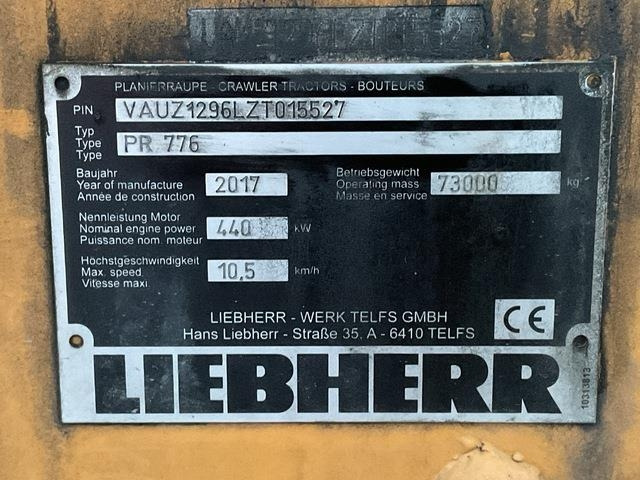 PLANIERRAUPE - CRAWLER TRACTORS - BOUTEURS
PIN VAUZ1296LZT015527
Typ
Type PR 776
Type
Baujahr
Year of manufacture 2017
Année de construction
Betriebsgewicht
Operating mass 73000 kg
Masse en service
Nennleistung Motor
Nominal engine power 440 kW
Puissance nom. moteur
Höchstgeschwindigkeit
Max. speed 10,5 km/h
Vitesse maxi.
LIEBHERR - WERK TELFS GMBH
Hans Liebherr - Straße 35, A - 6410 TELFS
CE
LIEBHERR
10313813